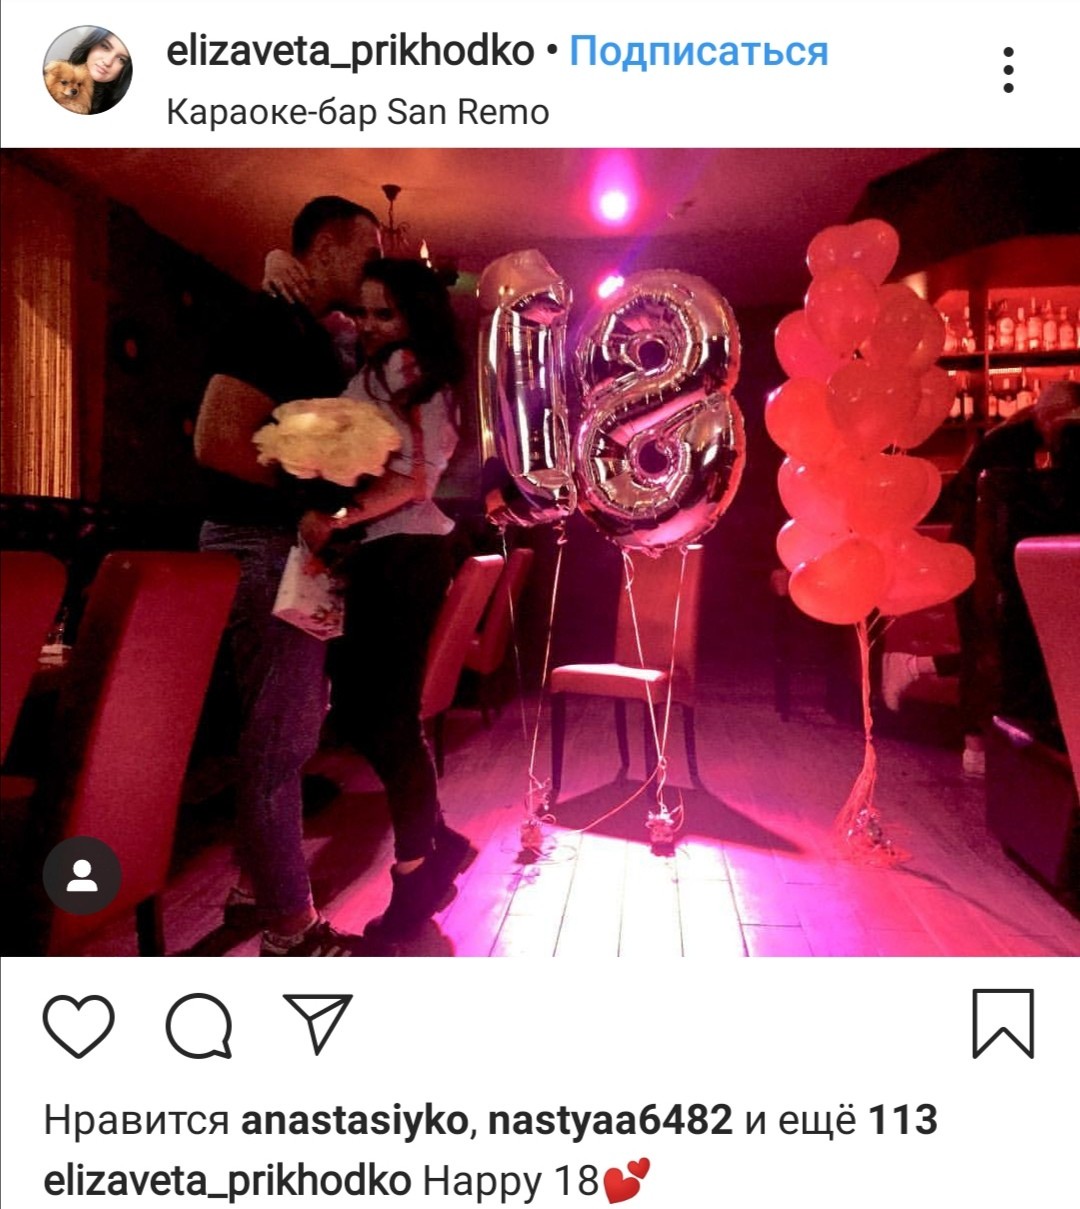 elizaveta_prikhodko • Подписаться
Караоке-бар San Remo
18
Нравится anastasiyko, nastyaa6482 и ещё 113
elizaveta_prikhodko Happy 18💕